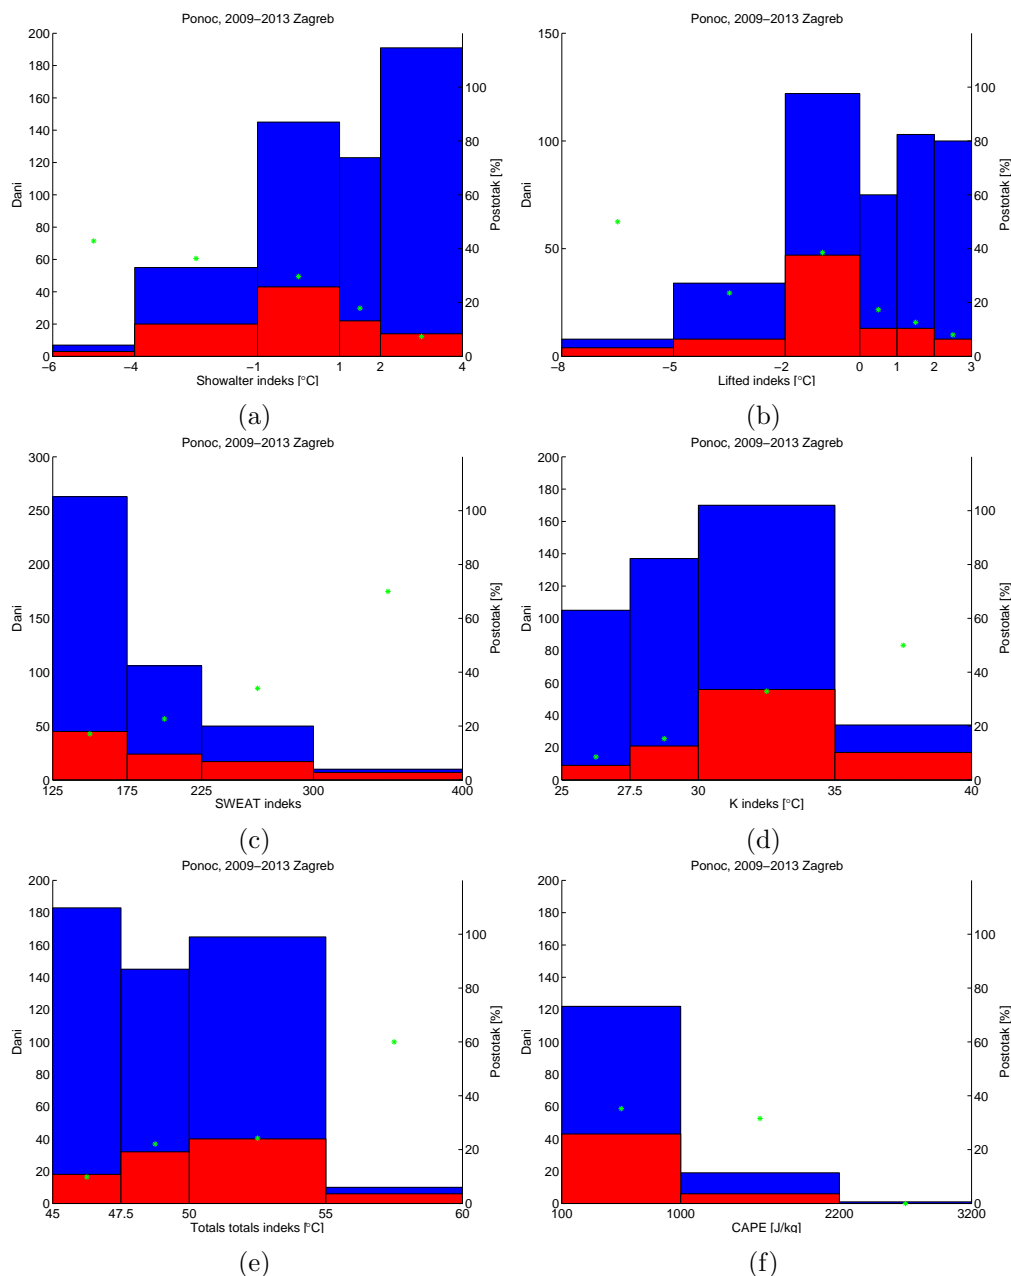 Ponoc, 2009–2013 Zagreb
200
180
160
140
120
100
80
60
40
20
0
Dani
100
80
60
40
20
0
Postotak [%]
−6 −4 −1 1 2 4
Showalter indeks [°C]
(a)
Ponoc, 2009–2013 Zagreb
150
100
50
0
Dani
100
80
60
40
20
0
Postotak [%]
−8 −5 −2 0 1 2 3
Lifted indeks [°C]
(b)
Ponoc, 2009–2013 Zagreb
300
250
200
150
100
50
0
Dani
100
80
60
40
20
0
Postotak [%]
125 175 225 300 400
SWEAT indeks
(c)
Ponoc, 2009–2013 Zagreb
200
180
160
140
120
100
80
60
40
20
0
Dani
100
80
60
40
20
0
Postotak [%]
25 27.5 30 35 40
K indeks [°C]
(d)
Ponoc, 2009–2013 Zagreb
200
180
160
140
120
100
80
60
40
20
0
Dani
100
80
60
40
20
0
Postotak [%]
45 47.5 50 55 60
Totals totals indeks [°C]
(e)
Ponoc, 2009–2013 Zagreb
200
180
160
140
120
100
80
60
40
20
0
Dani
100
80
60
40
20
0
Postotak [%]
100 1000 2200 3200
CAPE [J/kg]
(f)